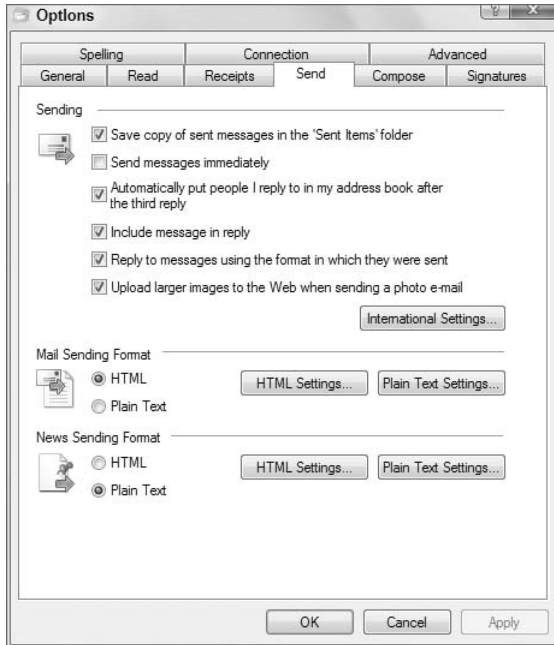 Options
Spelling Connection Advanced
General Read Receipts Send Compose Signatures
Sending
Save copy of sent messages in the 'Sent Items' folder
Send messages immediately
Automatically put people I reply to in my address book after
the third reply
Include message in reply
Reply to messages using the format in which they were sent
Upload larger images to the Web when sending a photo e-mail
International Settings...
Mail Sending Format
HTML HTML Settings... Plain Text Settings...
Plain Text
News Sending Format
HTML HTML Settings... Plain Text Settings...
Plain Text
OK Cancel Apply